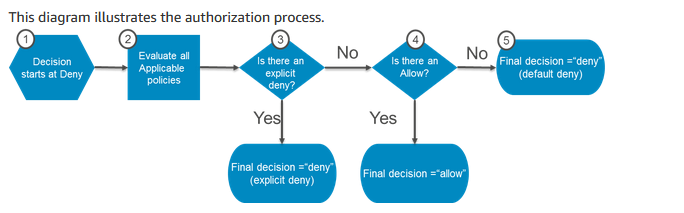 This diagram illustrates the authorization process.
1
Decision
starts at Deny
2
Evaluate all
Applicable
policies
3
Is there an
explicit
deny?
No
4
Is there an
Allow?
No
5
Final decision ="deny"
(default deny)
Yes
Final decision ="deny"
(explicit deny)
Yes
Final decision ="allow"